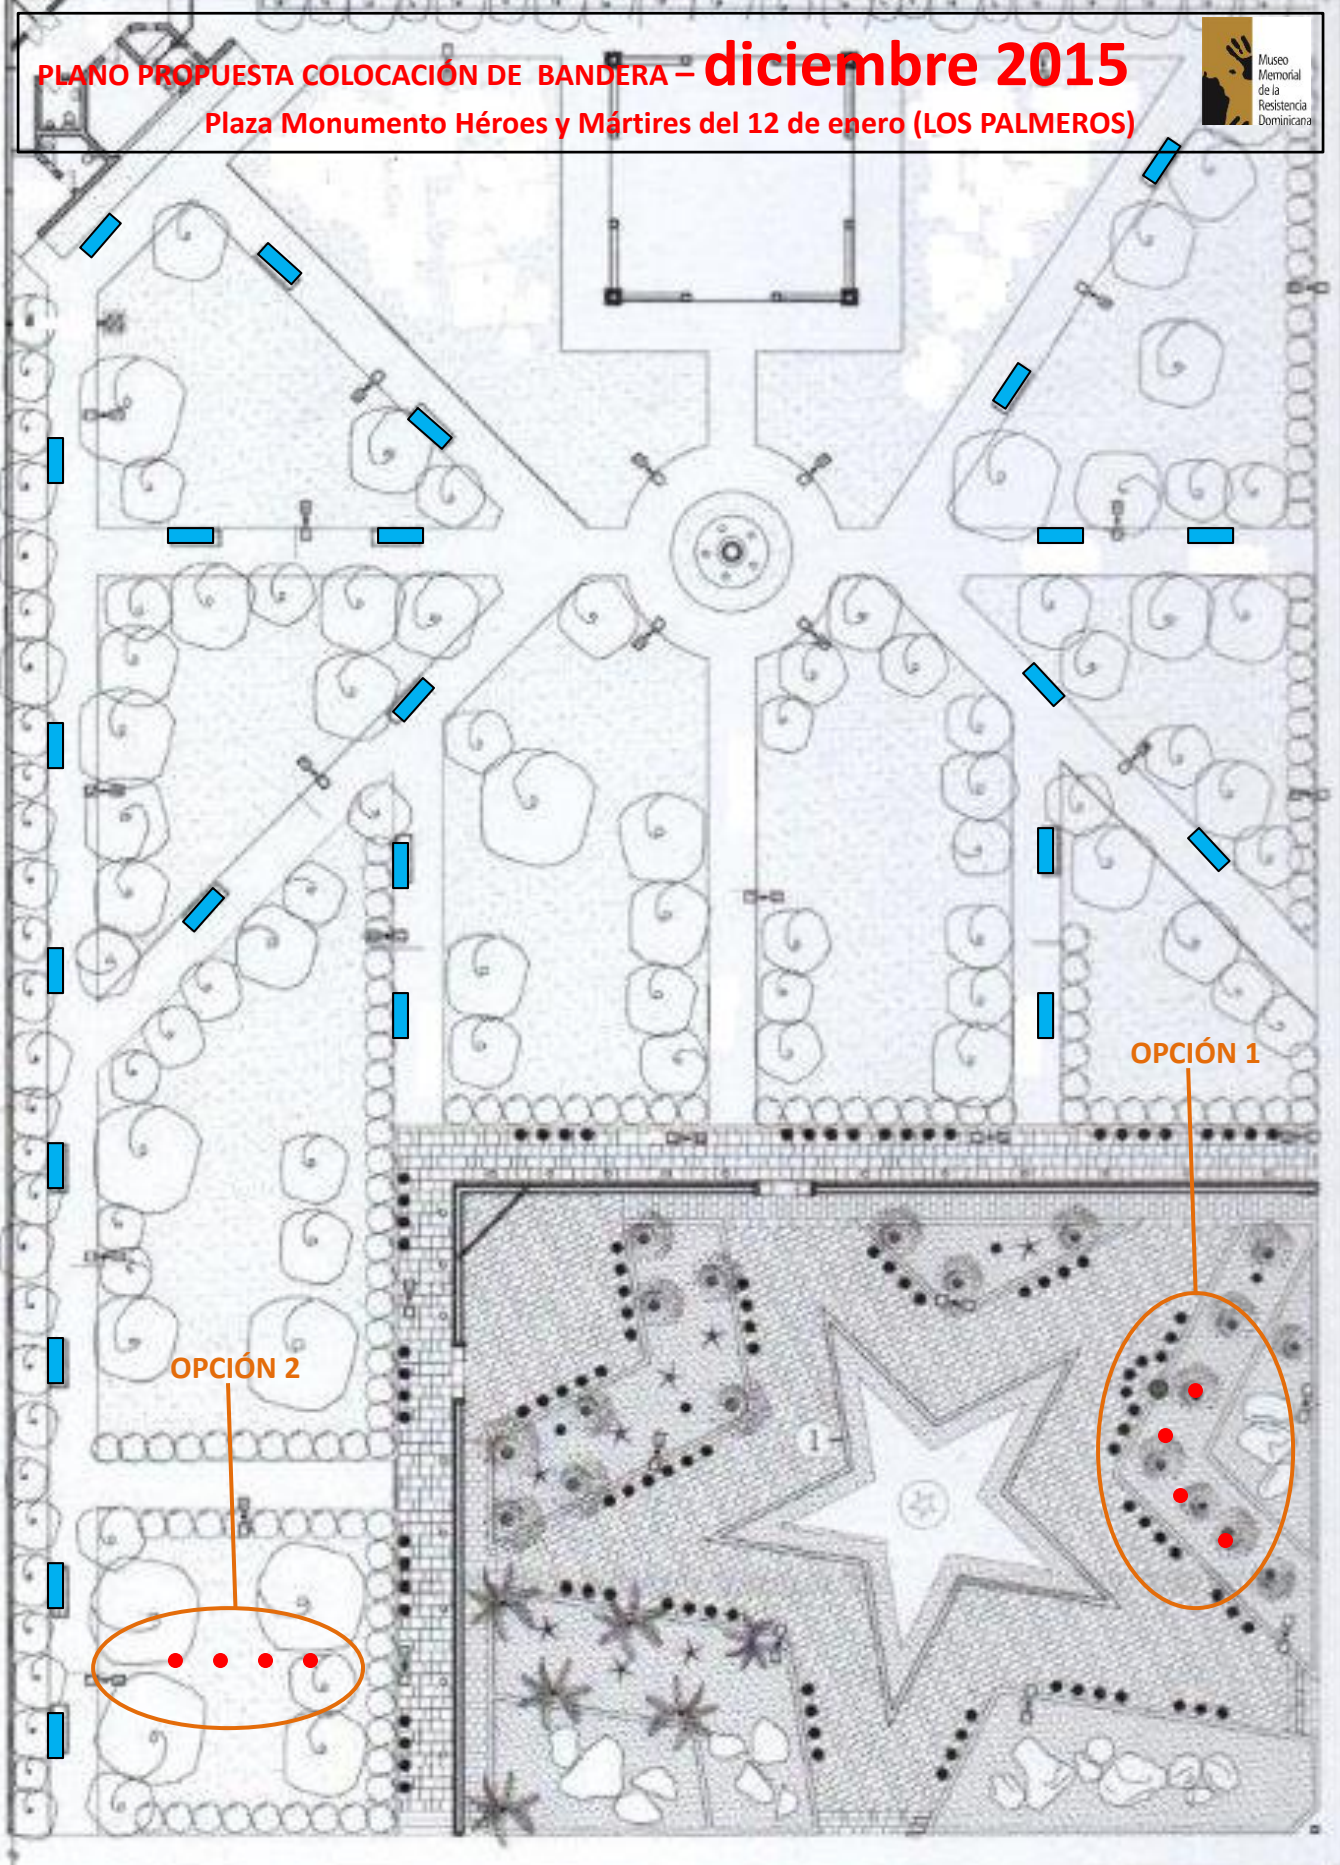 PLANO PROPUESTA COLOCACIÓN DE BANDERA – diciembre 2015
Plaza Monumento Héroes y Mártires del 12 de enero (LOS PALMEROS)
Museo
Memorial
de la
Resistencia
Dominicana
OPCIÓN 1
OPCIÓN 2
1